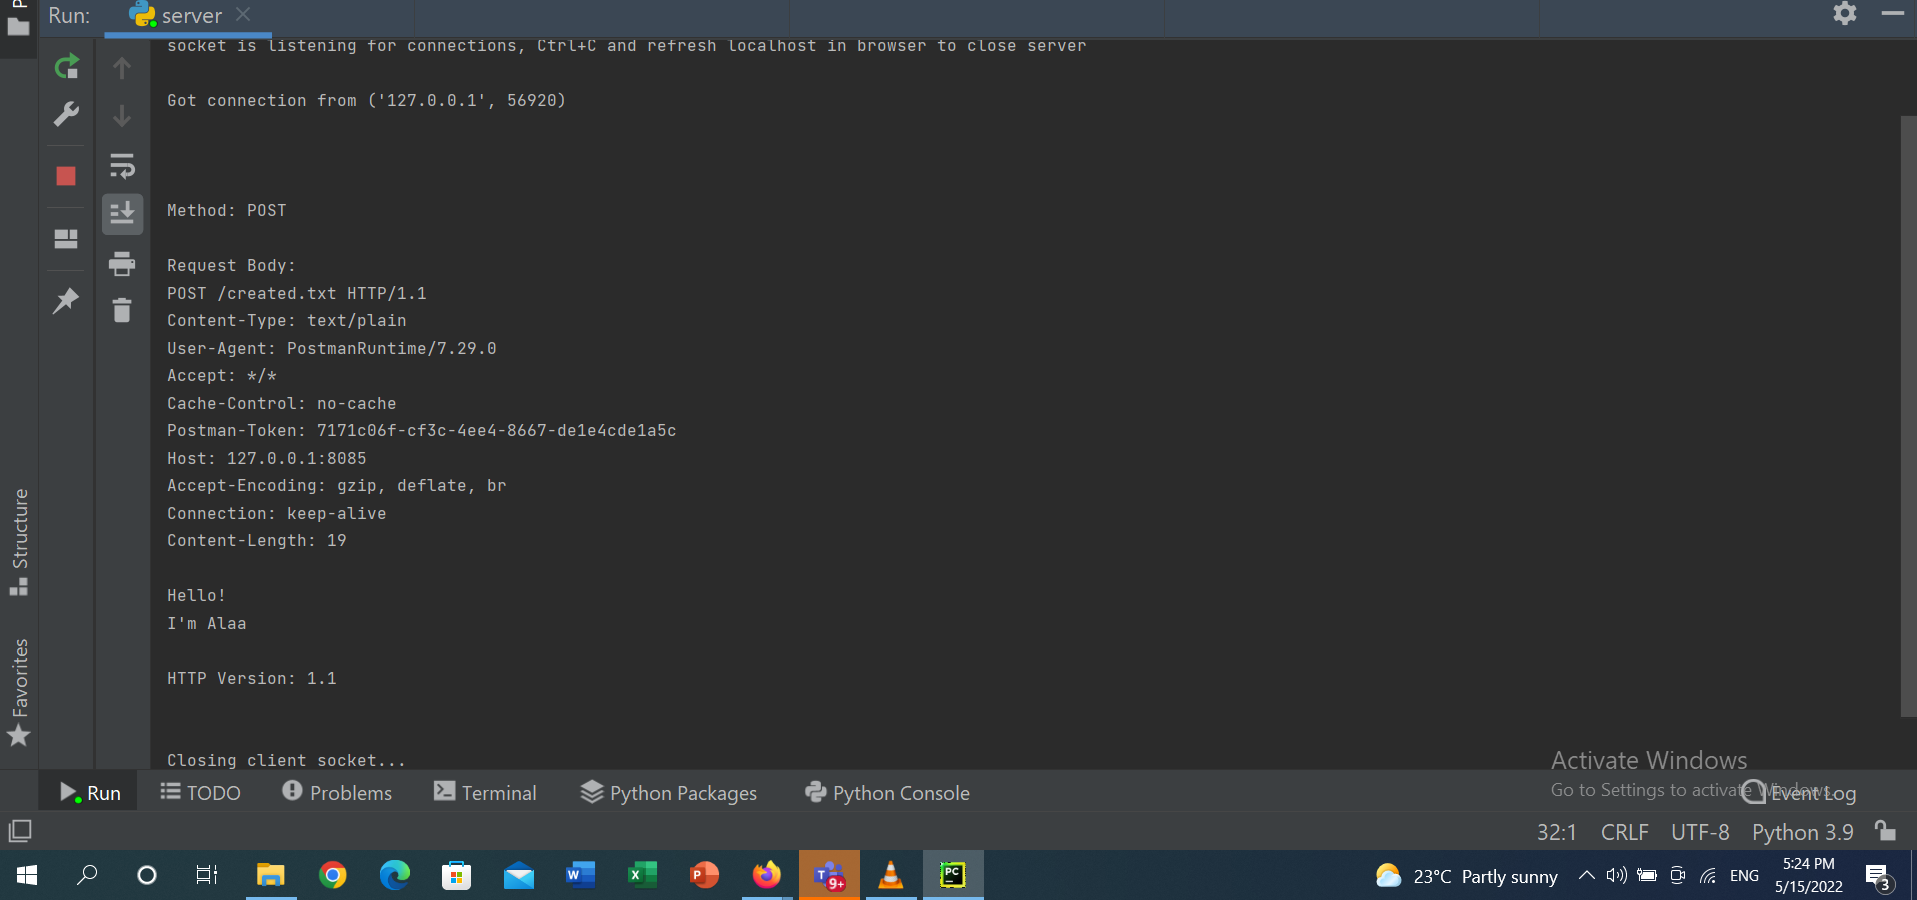 Run:
server
socket is listening for connections, Ctrl+C and refresh localhost in browser to close server
Got connection from ('127.0.0.1', 56920)
Method: POST
Request Body:
POST /created.txt HTTP/1.1
Content-Type: text/plain
User-Agent: PostmanRuntime/7.29.0
Accept: */*
Cache-Control: no-cache
Postman-Token: 7171c06f-cf3c-4ee4-8667-de1e4cde1a5c
Host: 127.0.0.1:8085
Accept-Encoding: gzip, deflate, br
Connection: keep-alive
Content-Length: 19
Hello!
I'm Alaa
HTTP Version: 1.1
Closing client socket...
Structure
Favorites
Activate Windows
Go to Settings to activate Windows.
Run
TODO
Problems
Terminal
Python Packages
Python Console
Event Log
32:1
CRLF
UTF-8
Python 3.9
W
X
P
T
9+
PC
23°C Partly sunny
ENG
5:24 PM
5/15/2022
3